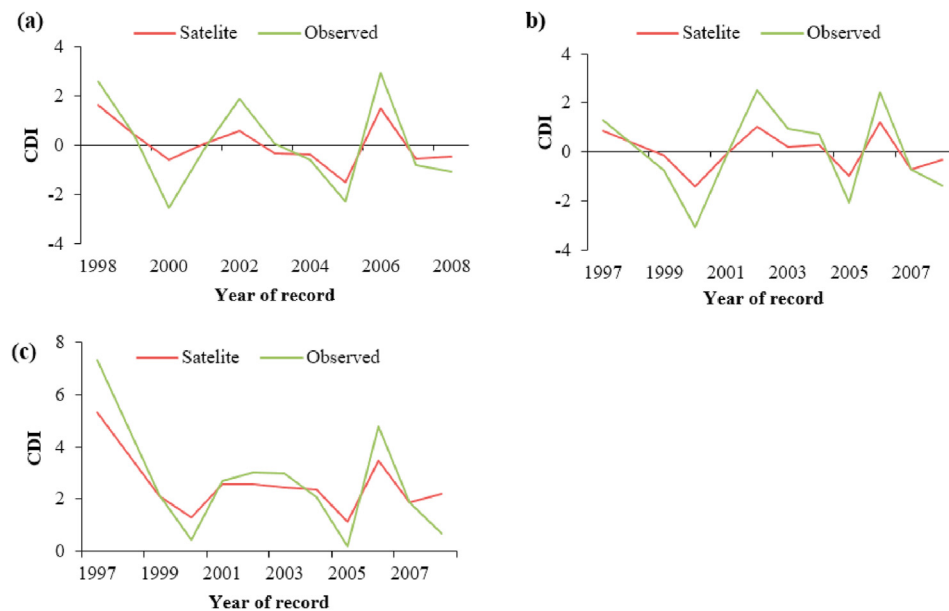 (a)
Satelite Observed
4
2
0
-2
-4
CDI
1998 2000 2002 2004 2006 2008
Year of record
b)
Satelite Observed
4
2
0
-2
-4
CDI
1997 1999 2001 2003 2005 2007
Year of record
(c)
Satelite Observed
8
6
4
2
0
CDI
1997 1999 2001 2003 2005 2007
Year of record